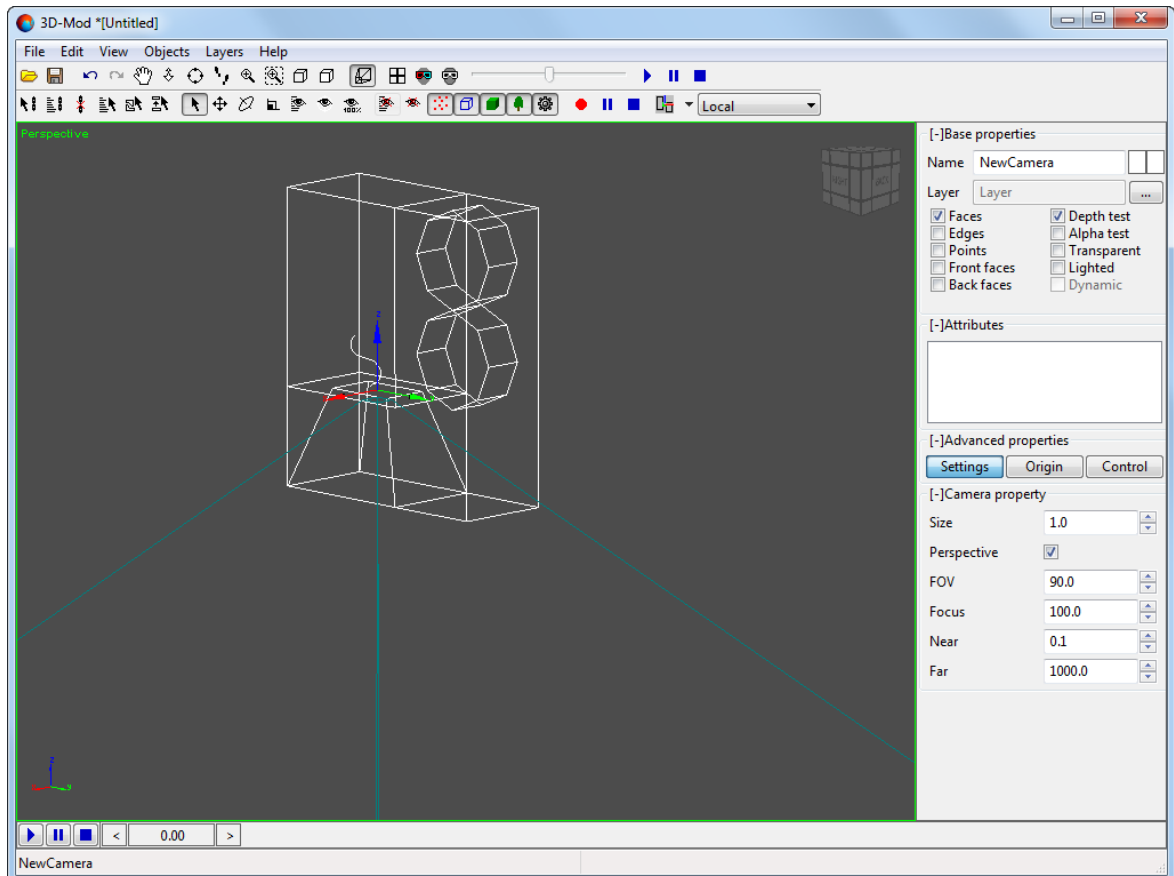 3D-Mod *[Untitled]
File Edit View Objects Layers Help
100%
Local
Perspective
[-]Base properties
Name NewCamera
Layer Layer ...
Faces Depth test
Edges Alpha test
Points Transparent
Front faces Lighted
Back faces Dynamic
[-]Attributes
[-]Advanced properties
Settings Origin Control
[-]Camera property
Size 1.0
Perspective
FOV 90.0
Focus 100.0
Near 0.1
Far 1000.0
z
z
y
< 0.00 >
NewCamera